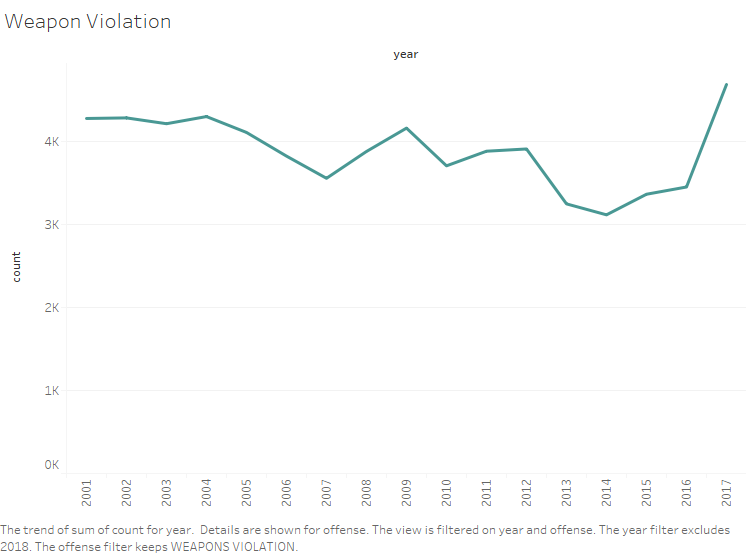 Weapon Violation
year
4K
3K
2K
1K
0K
count
2001 2002 2003 2004 2005 2006 2007 2008 2009 2010 2011 2012 2013 2014 2015 2016 2017
The trend of sum of count for year.  Details are shown for offense. The view is filtered on year and offense. The year filter excludes
2018. The offense filter keeps WEAPONS VIOLATION.